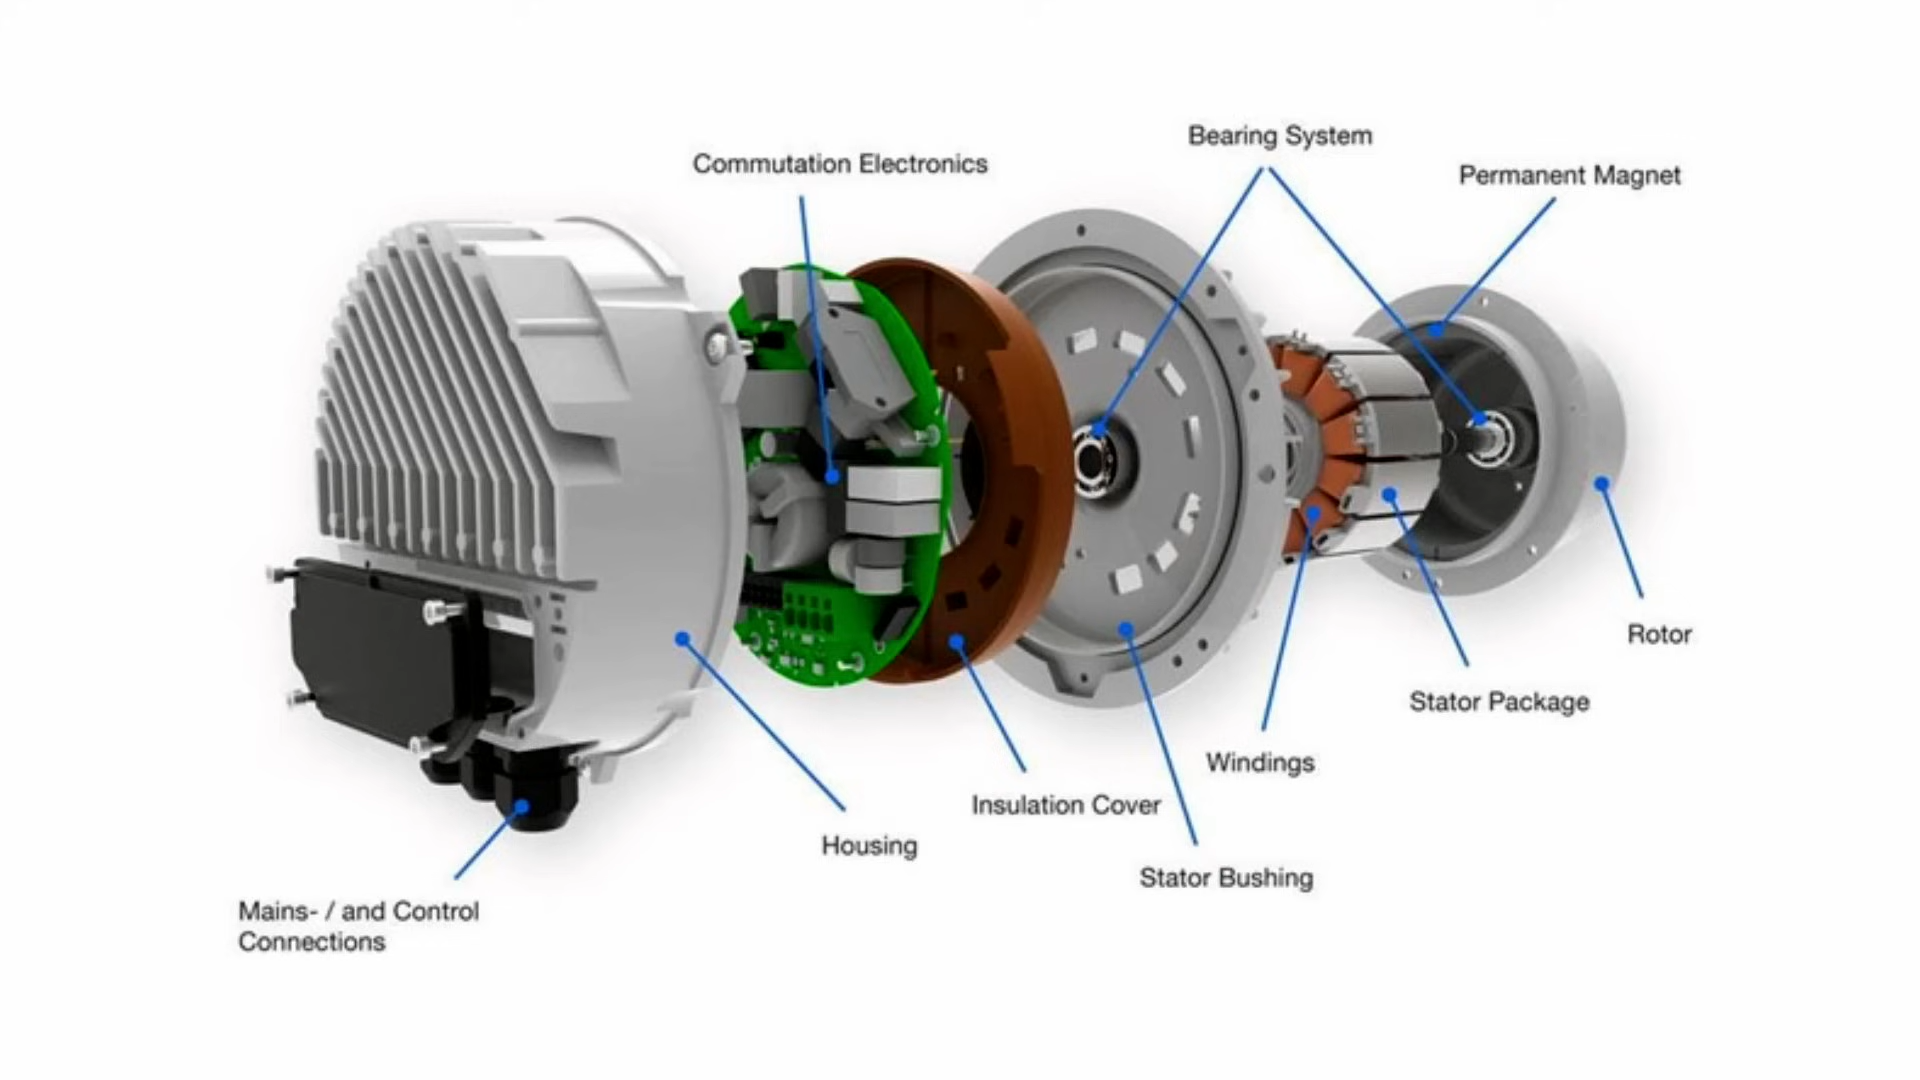 Bearing System
Commutation Electronics
Permanent Magnet
Rotor
Stator Package
Windings
Insulation Cover
Housing
Stator Bushing
Mains- / and Control
Connections